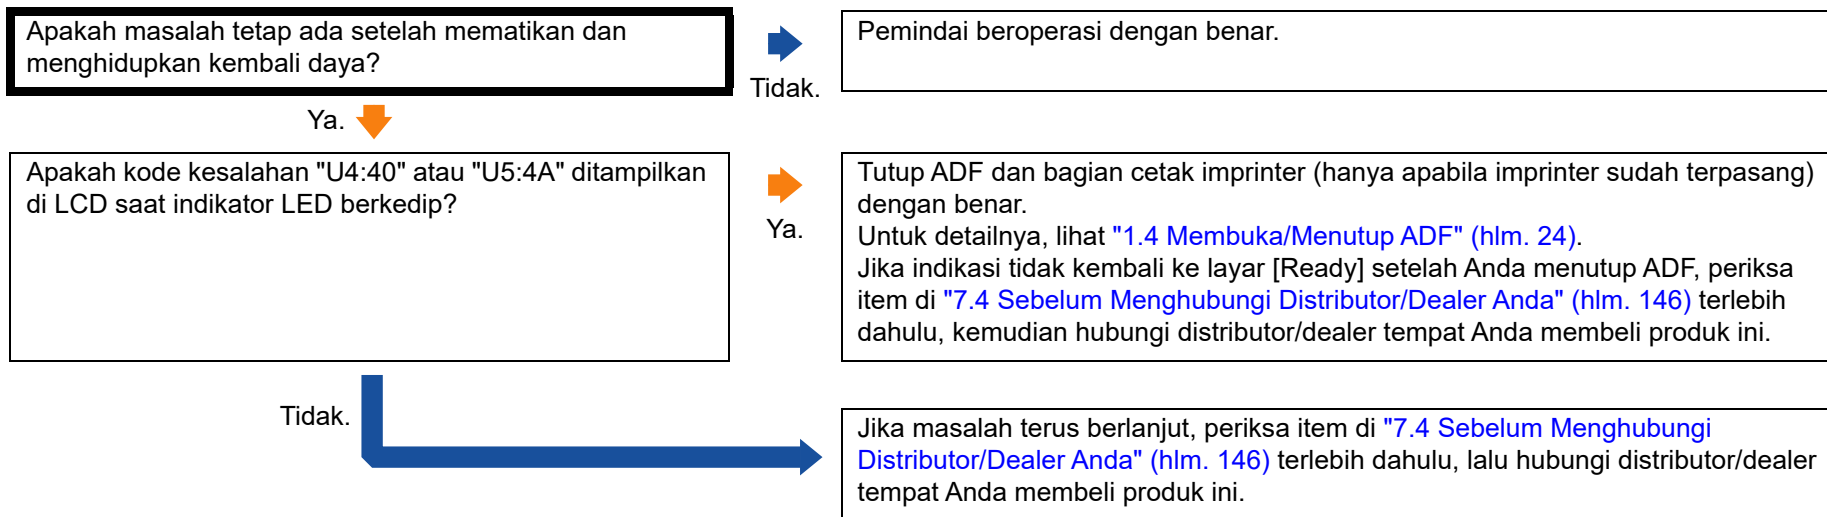 Apakah masalah tetap ada setelah mematikan dan
menghidupkan kembali daya?
Tidak.
Pemindai beroperasi dengan benar.
Ya.
Apakah kode kesalahan "U4:40" atau "U5:4A" ditampilkan
di LCD saat indikator LED berkedip?
Ya.
Tutup ADF dan bagian cetak imprinter (hanya apabila imprinter sudah terpasang)
dengan benar.
Untuk detailnya, lihat "1.4 Membuka/Menutup ADF" (hlm. 24).
Jika indikasi tidak kembali ke layar [Ready] setelah Anda menutup ADF, periksa
item di "7.4 Sebelum Menghubungi Distributor/Dealer Anda" (hlm. 146) terlebih
dahulu, kemudian hubungi distributor/dealer tempat Anda membeli produk ini.
Tidak.
Jika masalah terus berlanjut, periksa item di "7.4 Sebelum Menghubungi
Distributor/Dealer Anda" (hlm. 146) terlebih dahulu, lalu hubungi distributor/dealer
tempat Anda membeli produk ini.